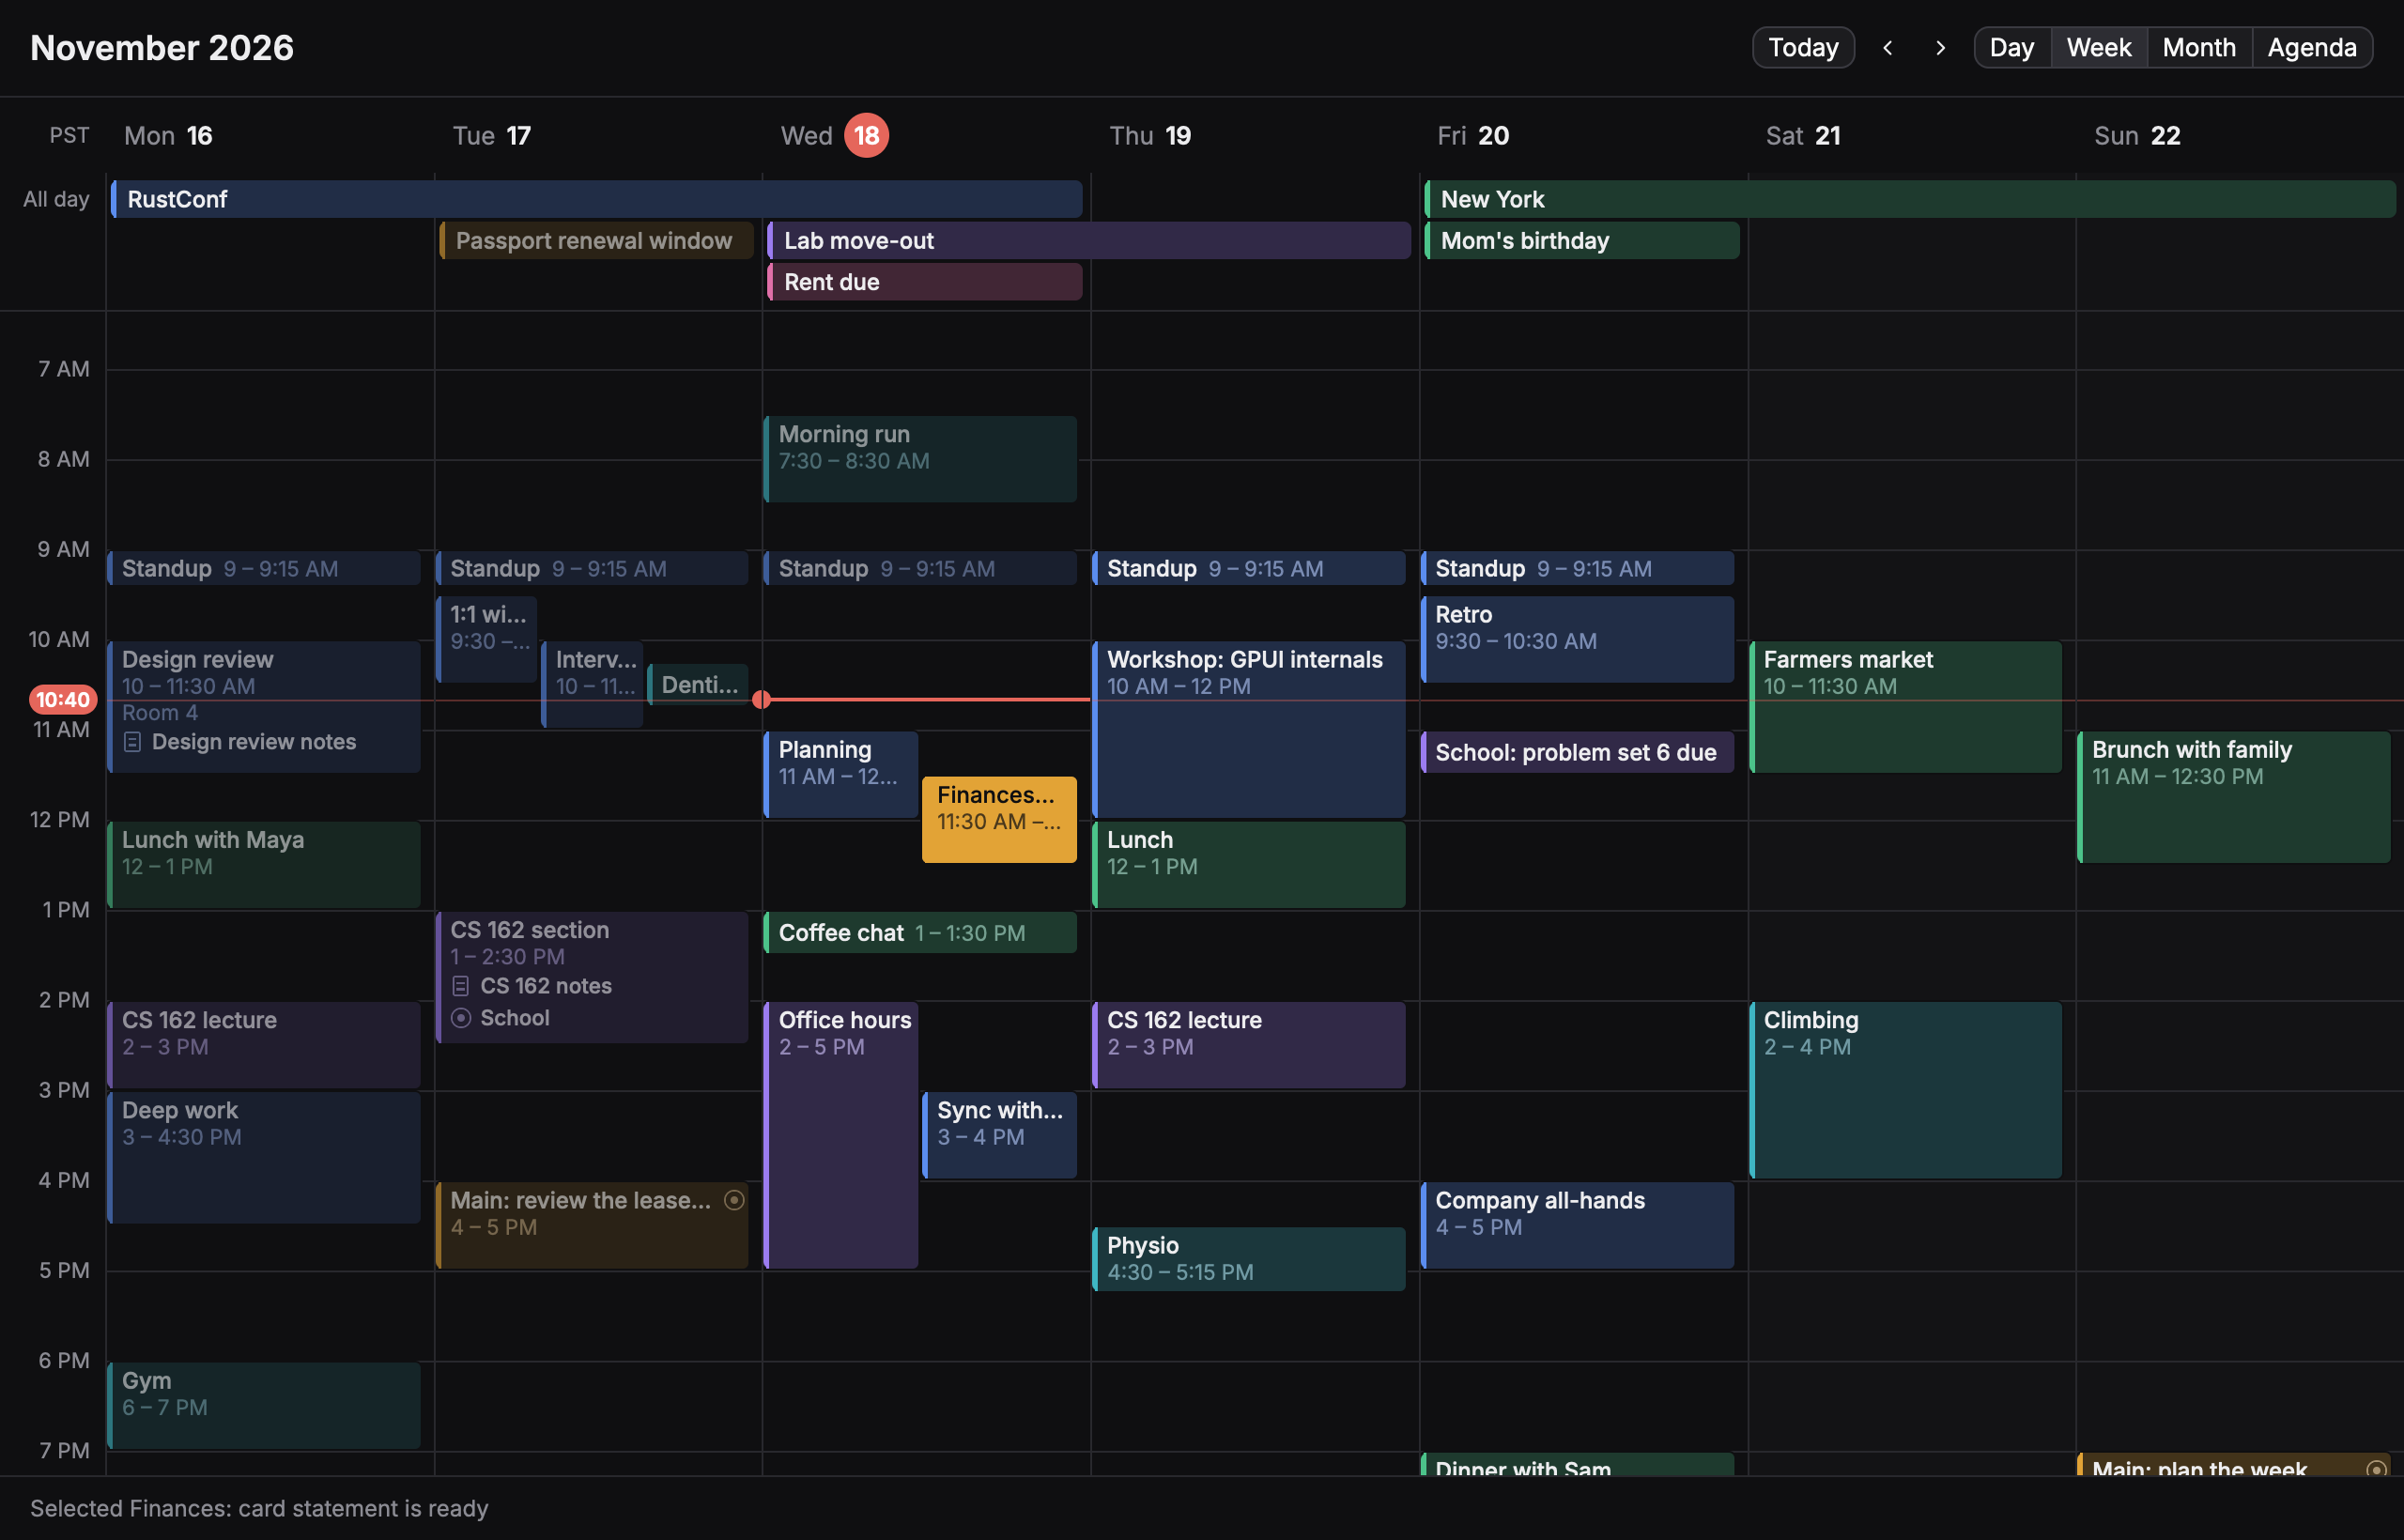 November 2026
Today
Day Week Month Agenda
PST
Mon 16
Tue 17
Wed 18
Thu 19
Fri 20
Sat 21
Sun 22
All day
RustConf
New York
Passport renewal window
Lab move-out
Mom's birthday
Rent due
7 AM
8 AM
9 AM
10 AM
10:40
11 AM
12 PM
1 PM
2 PM
3 PM
4 PM
5 PM
6 PM
7 PM
Standup 9 – 9:15 AM
Design review
10 – 11:30 AM
Room 4
Design review notes
Lunch with Maya
12 – 1 PM
CS 162 lecture
2 – 3 PM
Deep work
3 – 4:30 PM
Gym
6 – 7 PM
Standup 9 – 9:15 AM
1:1 wi...
9:30 –...
Interv...
10 – 11...
Denti...
CS 162 section
1 – 2:30 PM
CS 162 notes
School
Main: review the lease...
4 – 5 PM
Morning run
7:30 – 8:30 AM
Standup 9 – 9:15 AM
Planning
11 AM – 12...
Finances...
11:30 AM –...
Coffee chat 1 – 1:30 PM
Office hours
2 – 5 PM
Sync with...
3 – 4 PM
Standup 9 – 9:15 AM
Workshop: GPUI internals
10 AM – 12 PM
Lunch
12 – 1 PM
CS 162 lecture
2 – 3 PM
Physio
4:30 – 5:15 PM
Standup 9 – 9:15 AM
Retro
9:30 – 10:30 AM
School: problem set 6 due
Company all-hands
4 – 5 PM
Dinner with Sam
Farmers market
10 – 11:30 AM
Climbing
2 – 4 PM
Brunch with family
11 AM – 12:30 PM
Main: plan the week
Selected Finances: card statement is ready